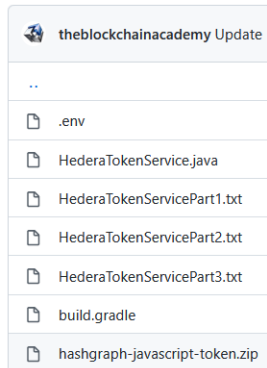 theblockchainacademy Update
..
.env
HederaTokenService.java
HederaTokenServicePart1.txt
HederaTokenServicePart2.txt
HederaTokenServicePart3.txt
build.gradle
hashgraph-javascript-token.zip